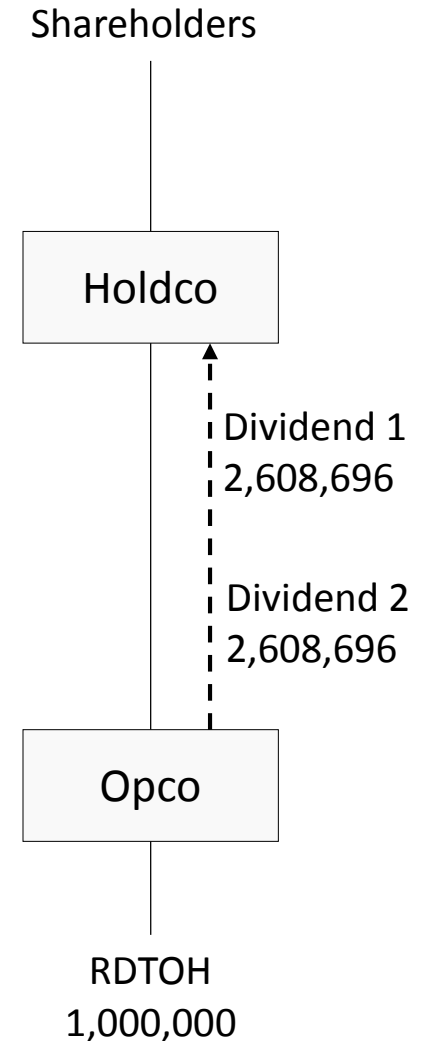 Shareholders
Holdco
Dividend 1
2,608,696
Dividend 2
2,608,696
Opco
RDTOH
1,000,000